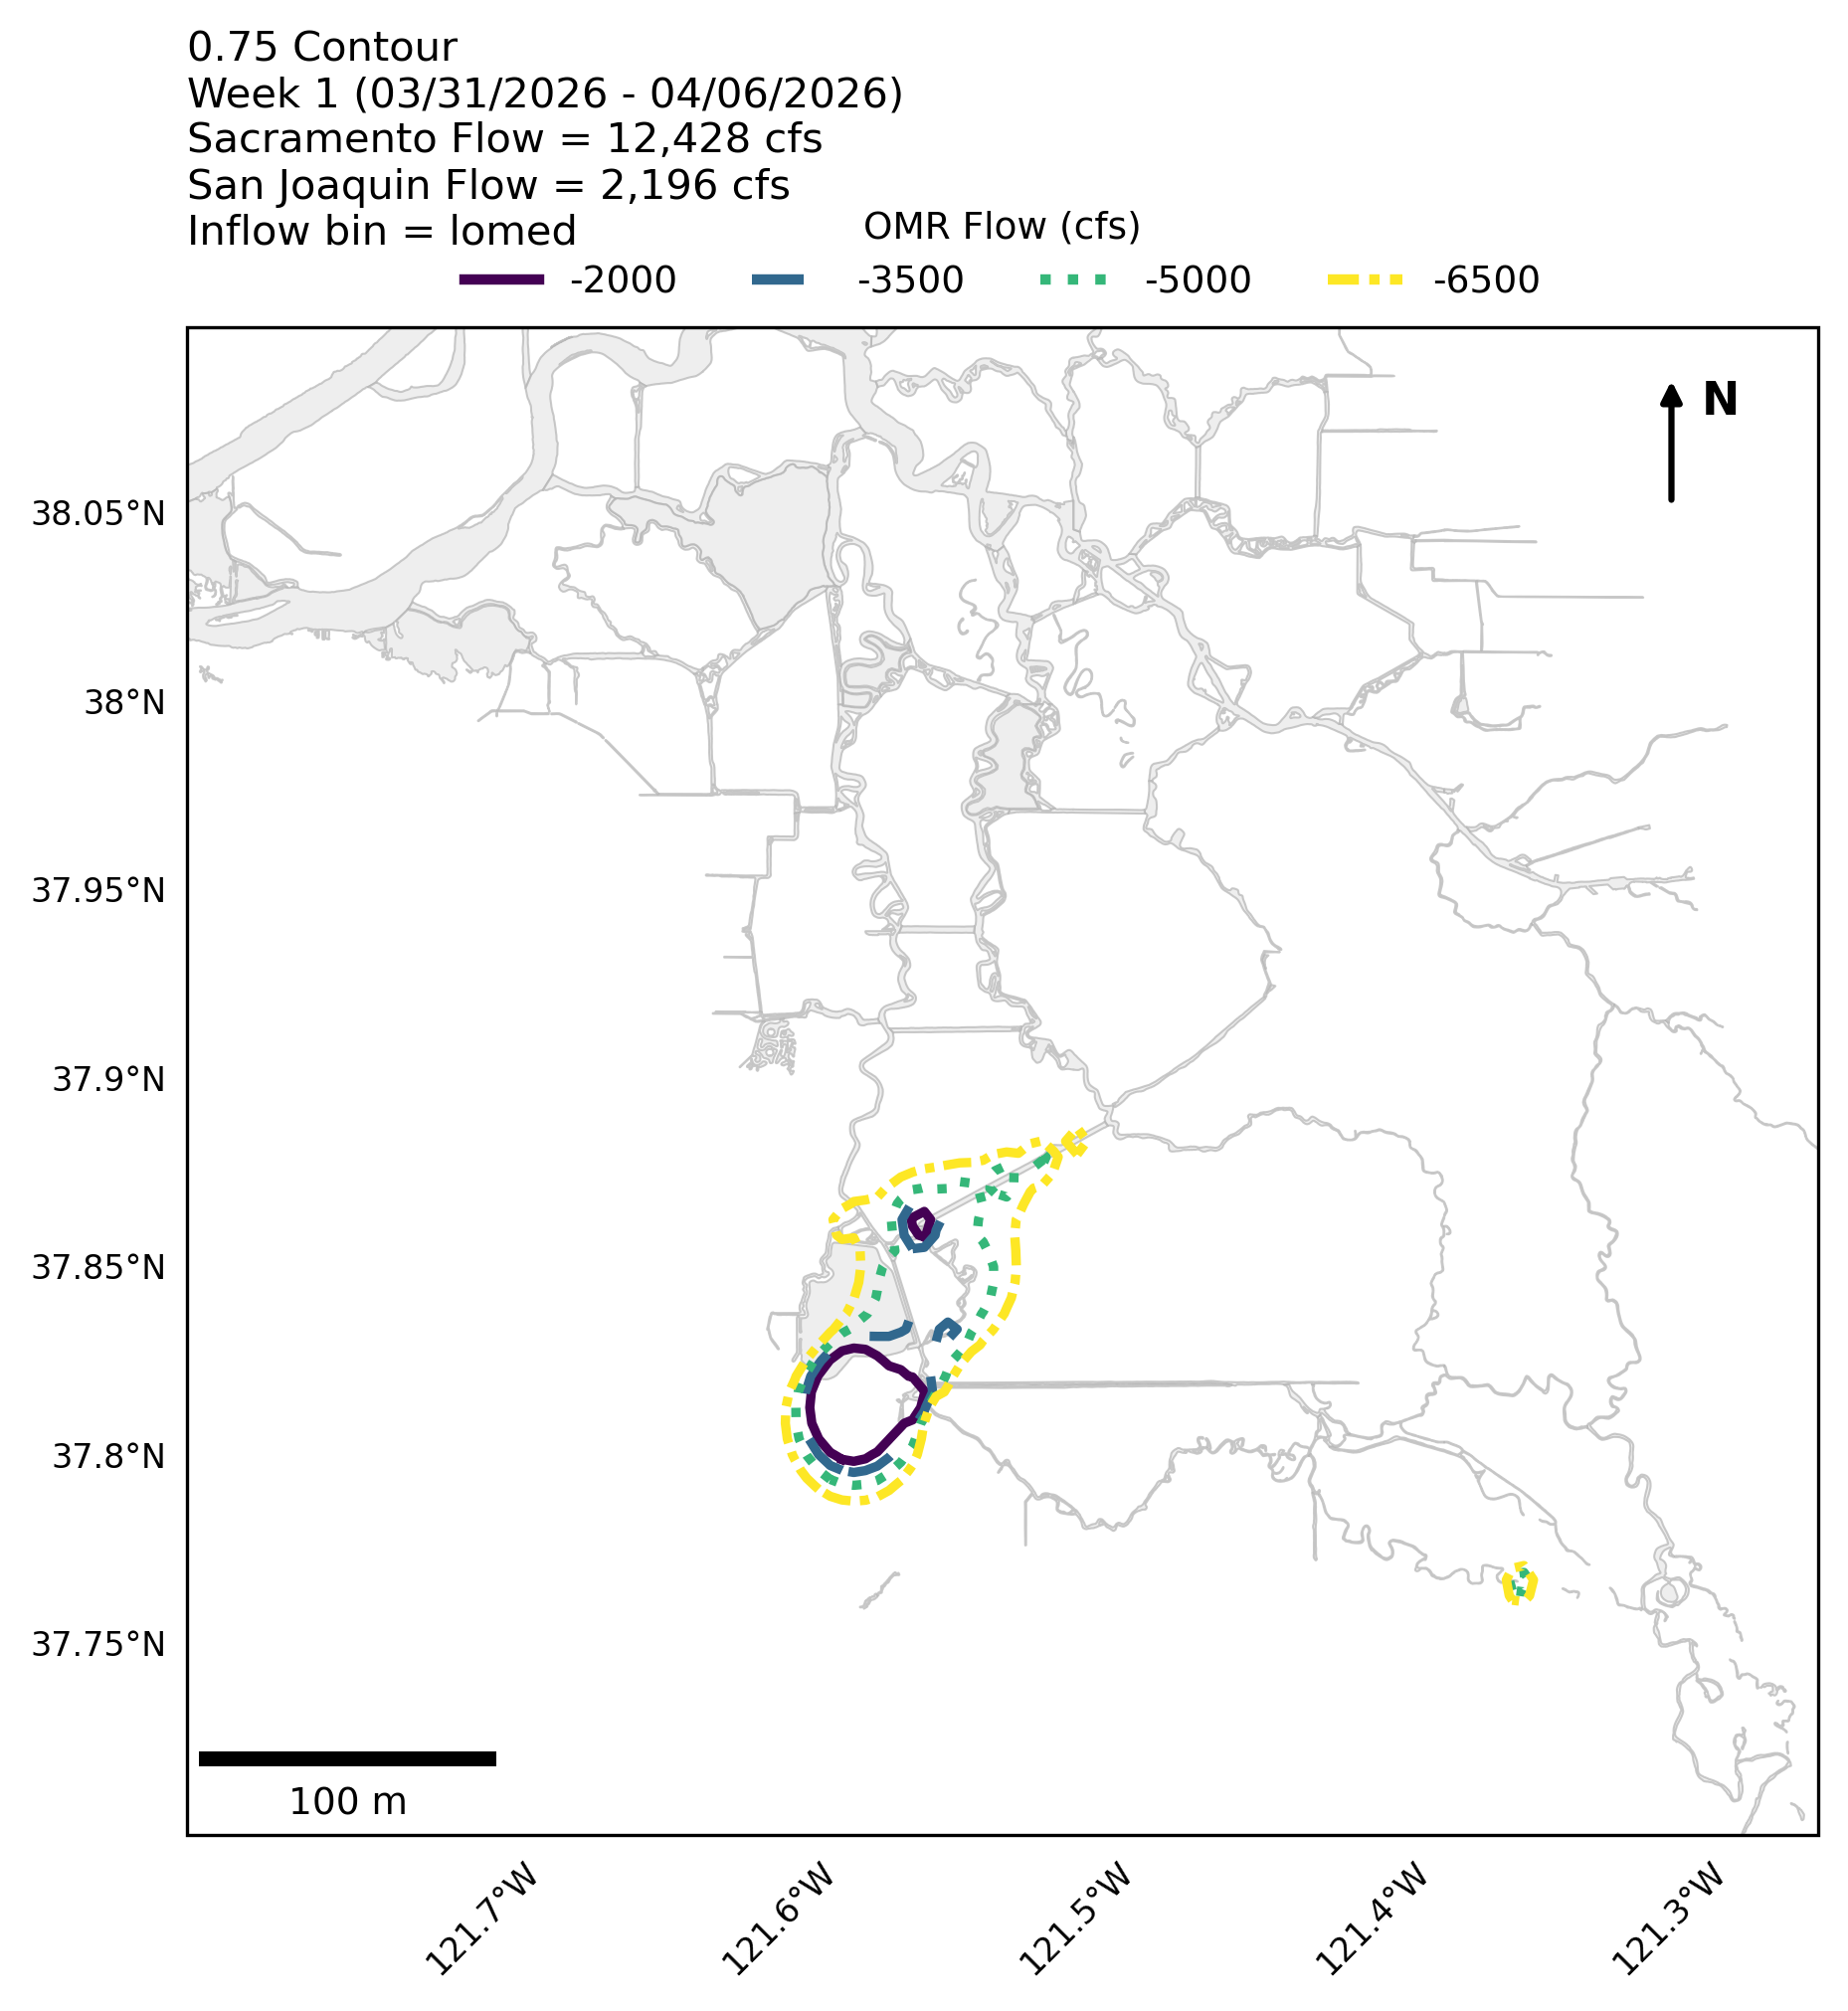 0.75 Contour
Week 1 (03/31/2026 - 04/06/2026)
Sacramento Flow = 12,428 cfs
San Joaquin Flow = 2,196 cfs
Inflow bin = lomed
OMR Flow (cfs)
-2000 -3500 -5000 -6500
N
38.05°N
38°N
37.95°N
37.9°N
37.85°N
37.8°N
37.75°N
100 m
121.7°W 121.6°W 121.5°W 121.4°W 121.3°W